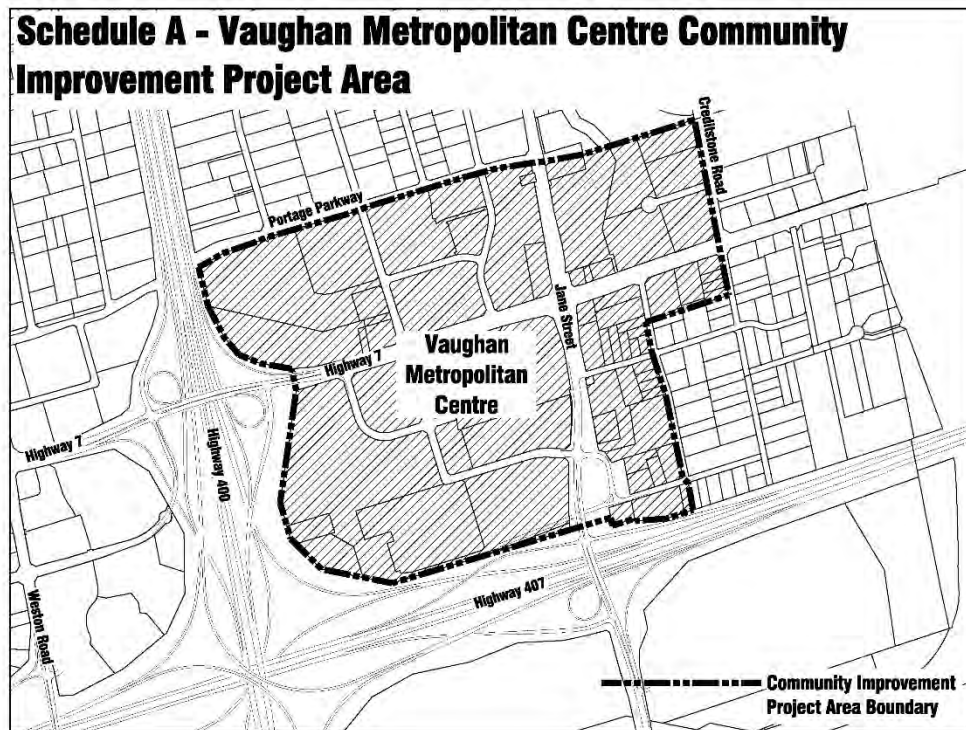 Schedule A - Vaughan Metropolitan Centre Community
Improvement Project Area
Creditstone Road
Portage Parkway
Jane Street
Vaughan
Metropolitan
Centre
Highway 7
Highway 7
Highway 400
Highway 407
Weston Road
Community Improvement
Project Area Boundary